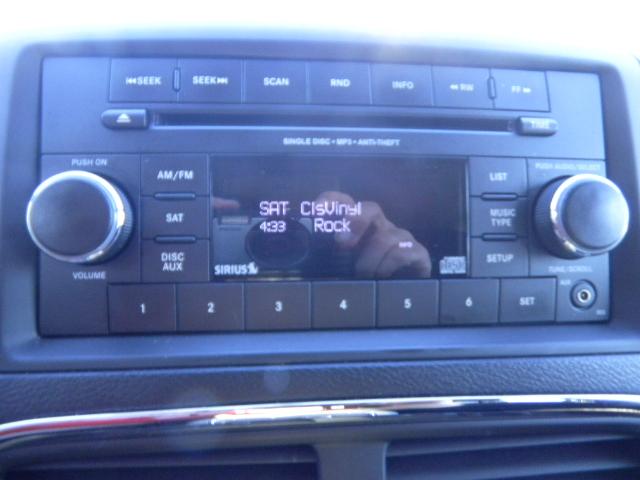 ⏮SEEK SEEK⏭ SCAN RND INFO ◂◂ RW FF ▸▸
TIME
SINGLE DISC • MP3 • ANTI-THEFT
PUSH ON AM/FM LIST PUSH AUDIO/SELECT
SAT SAT ClsVinyl MUSIC TYPE
4:33 Rock
DISC AUX INFO SETUP
VOLUME SIRIUS TUNE/SCROLL
1 2 3 4 5 6 SET AUX